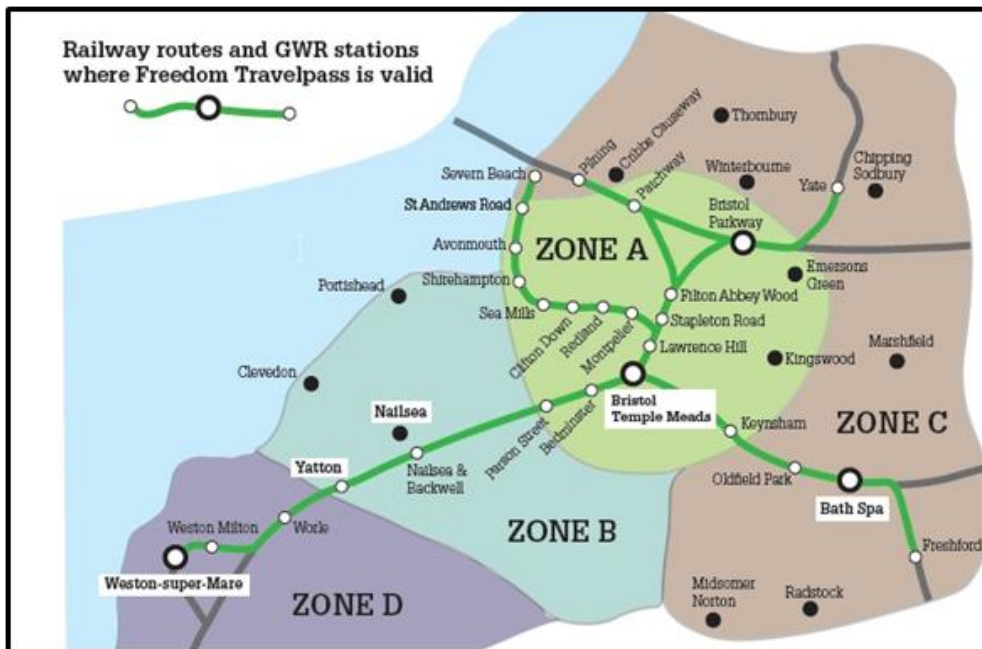 Railway routes and GWR stations
where Freedom Travelpass is valid
Thornbury
Cribbs Causeway
Pilning
Patchway
Winterbourne
Chipping
Sodbury
Yate
Severn Beach
St Andrews Road
Bristol
Parkway
ZONE A
Avonmouth
Emersons
Green
Shirehampton
Portishead
Filton Abbey Wood
Sea Mills
Clifton Down
Redland
Montpelier
Stapleton Road
Lawrence Hill
Marshfield
Kingswood
Clevedon
Bristol
Temple Meads
Nailsea
Parson Street
Bedminster
Keynsham
ZONE C
Yatton
Nailsea &
Backwell
Oldfield Park
Bath Spa
Weston Milton
Worle
ZONE B
Freshford
Weston-super-Mare
ZONE D
Midsomer
Norton
Radstock